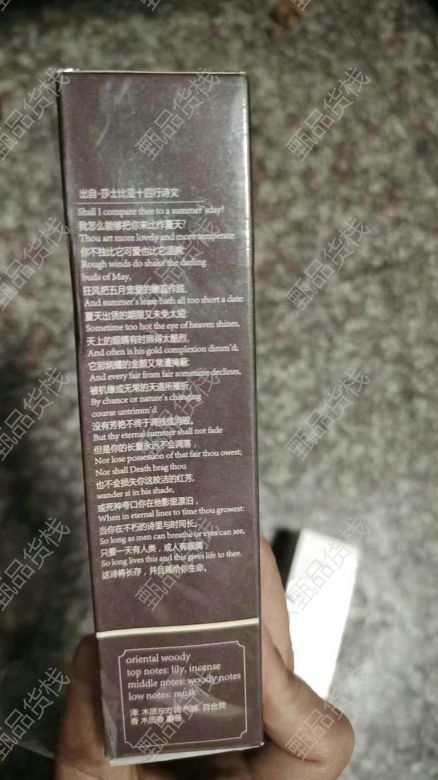 出自-莎士比亚十四行诗文
Shall I compare thee to a summer'sday?
我怎么能够把你来比作夏天?
Thou art more lovely and more temperate:
你不独比它可爱也比它温婉
Rough winds do shake the darling
buds of May,
狂风把五月宠爱的嫩蕊作践,
And summer's lease hath all too short a date:
夏天出赁的期限又未免太短:
Sometime too hot the eye of heaven shines,
天上的眼睛有时照得太酷烈,
And often is his gold complexion dimm'd;
它那炳耀的金颜又常遭掩蔽:
And every fair from fair sometime declines,
被机缘或无常的天道所摧折,
By chance or nature's changing
course untrimm'd
没有芳艳不终于凋残或消毁。
But thy eternal summer shall not fade
但是你的长夏永远不会凋落,
Nor lose possession of that fair thou owest;
Nor shall Death brag thou
也不会损失你这皎洁的红芳,
wander st in his shade,
或死神夸口你在他影里漂泊,
When in eternal lines to time thou growest:
当你在不朽的诗里与时同长。
So long as men can breathe or eyes can see,
只要一天有人类,或人有眼睛,
So long lives this and this gives life to thee.
这诗将长存,并且赐给你生命。
oriental woody
top notes: lily, incense
middle notes: woody notes
low notes: musk
木质东方调 百合焚
香 木质香 麝香
甄品货栈